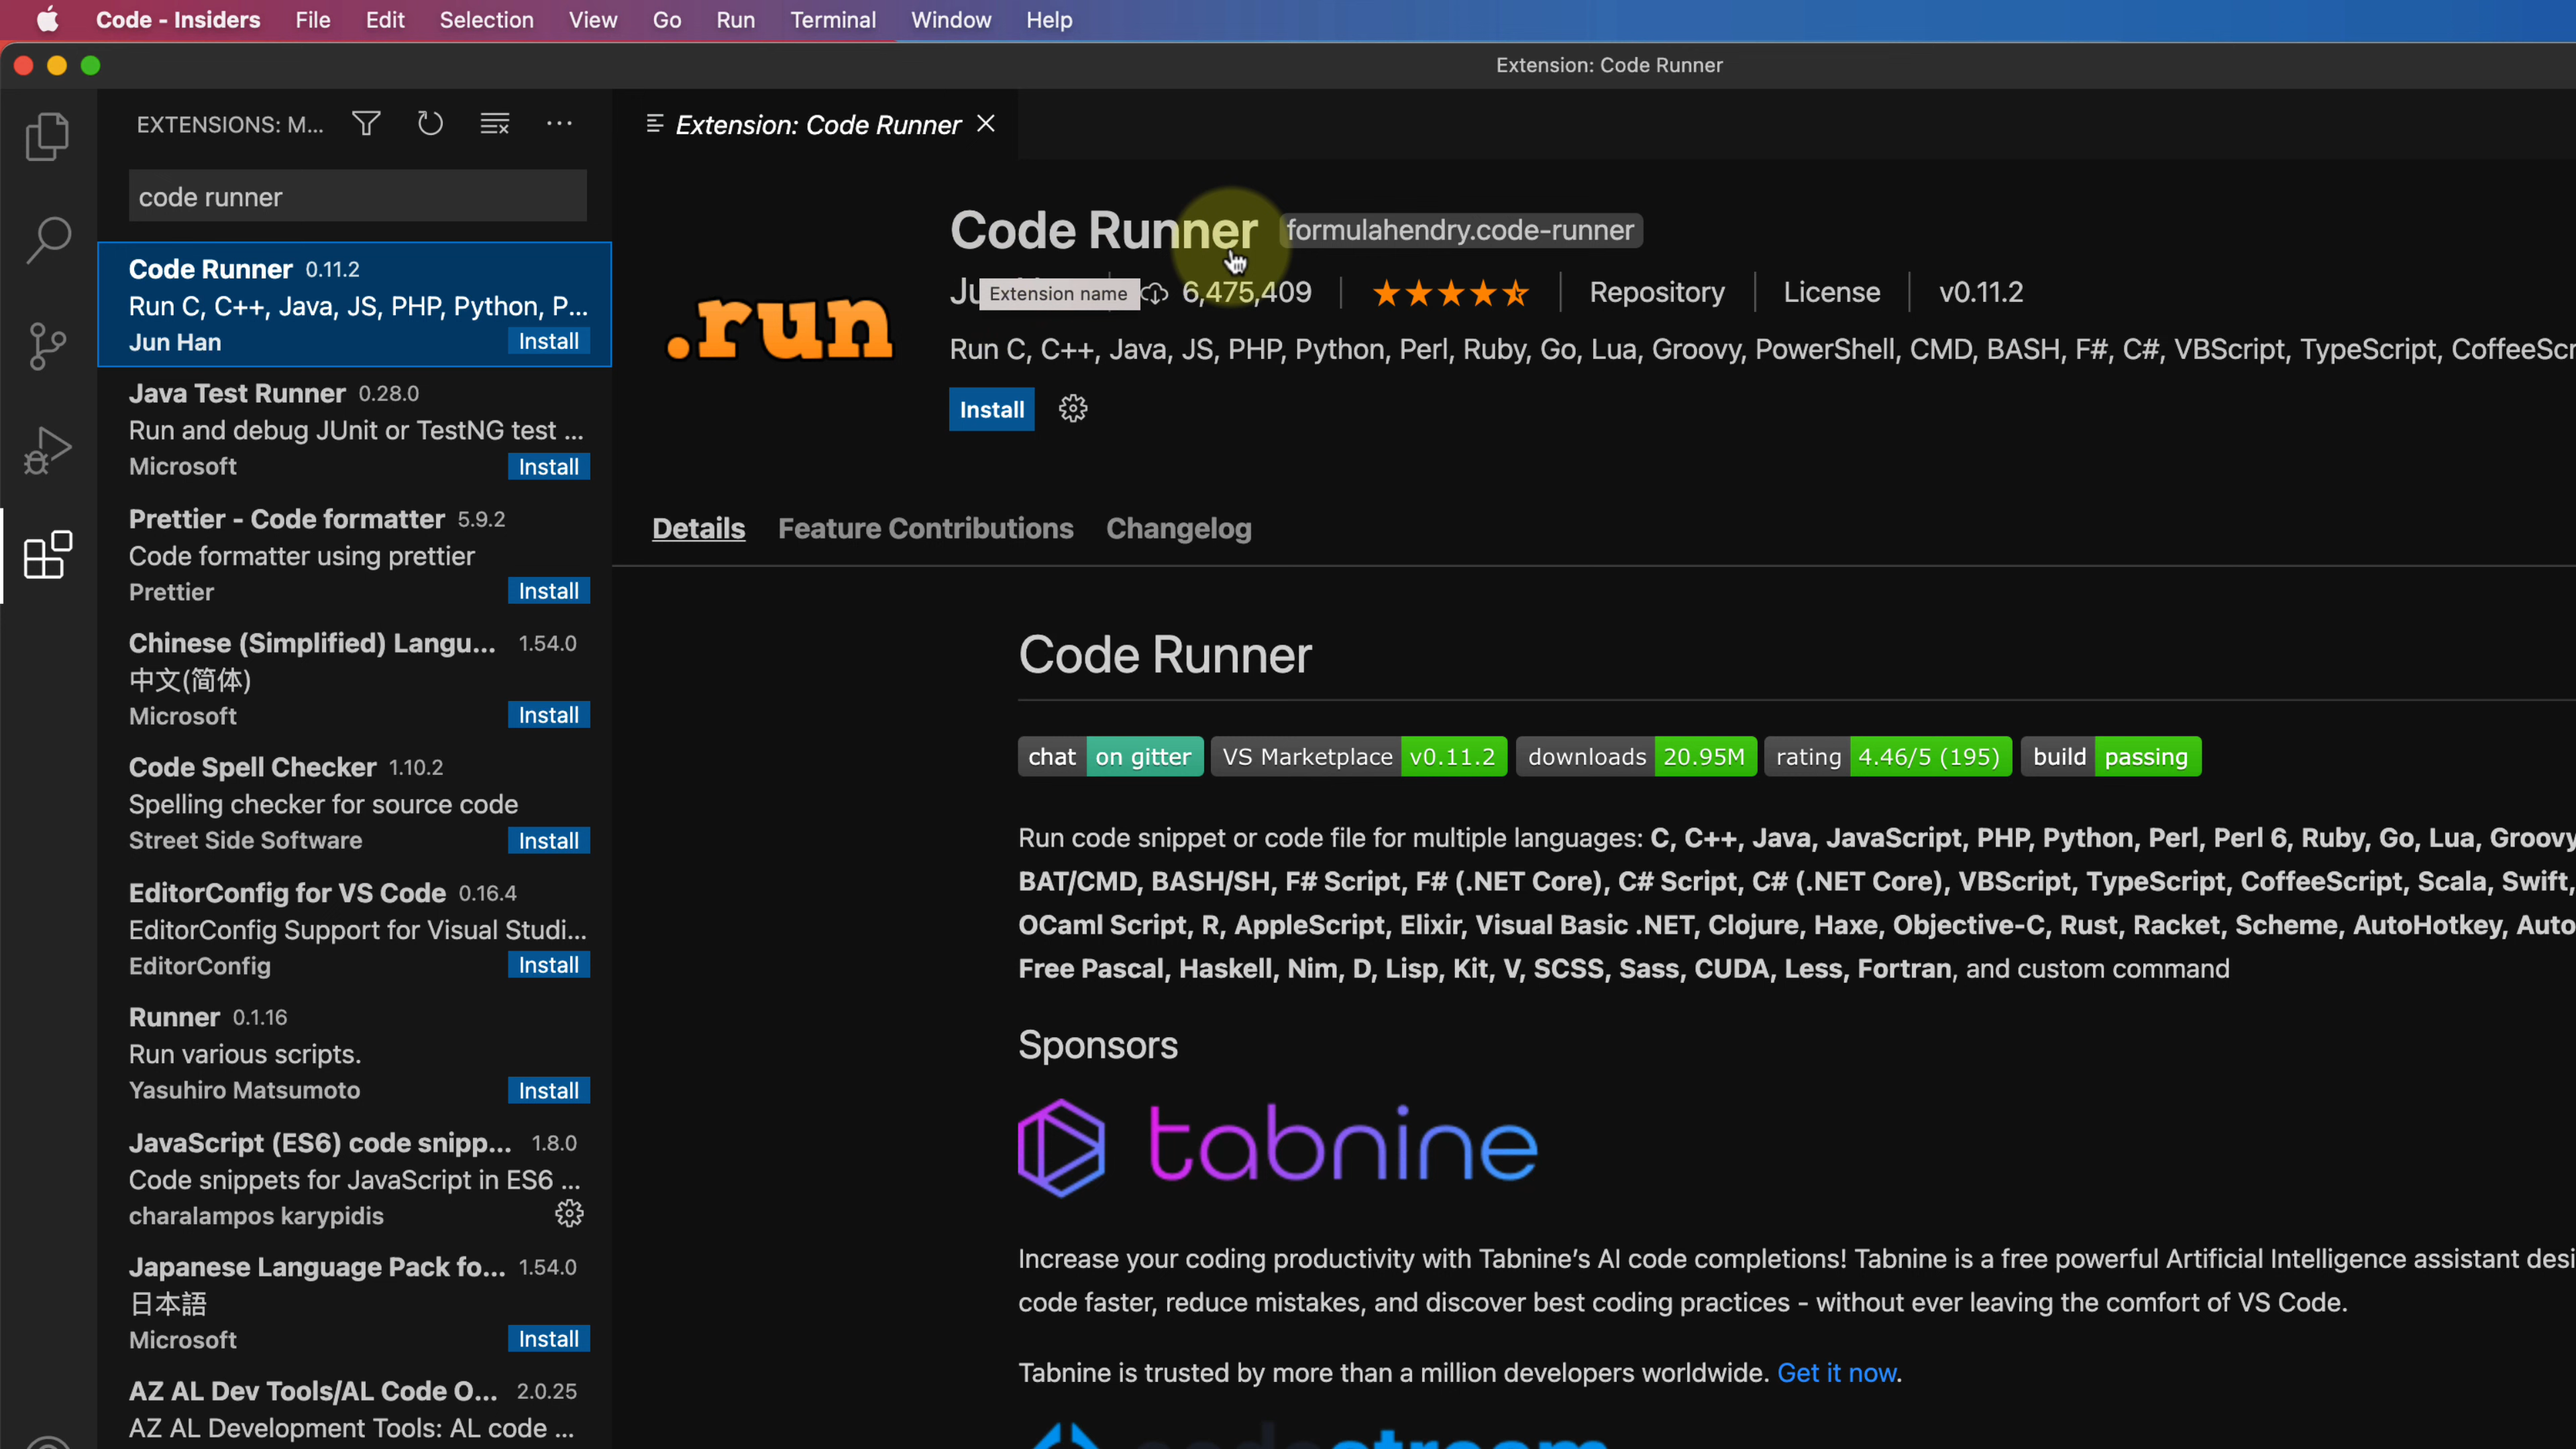 Code - Insiders File Edit Selection View Go Run Terminal Window Help
Extension: Code Runner
EXTENSIONS: M...
code runner
Code Runner 0.11.2
Run C, C++, Java, JS, PHP, Python, P...
Jun Han Install
Java Test Runner 0.28.0
Run and debug JUnit or TestNG test ...
Microsoft Install
Prettier - Code formatter 5.9.2
Code formatter using prettier
Prettier Install
Chinese (Simplified) Langu... 1.54.0
中文(简体)
Microsoft Install
Code Spell Checker 1.10.2
Spelling checker for source code
Street Side Software Install
EditorConfig for VS Code 0.16.4
EditorConfig Support for Visual Studi...
EditorConfig Install
Runner 0.1.16
Run various scripts.
Yasuhiro Matsumoto Install
JavaScript (ES6) code snipp... 1.8.0
Code snippets for JavaScript in ES6 ...
charalampos karypidis
Japanese Language Pack fo... 1.54.0
日本語
Microsoft Install
AZ AL Dev Tools/AL Code O... 2.0.25
AZ AL Development Tools: AL code ...
Extension: Code Runner
.run
Code Runner formulahendry.code-runner
Extension name 6,475,409 Repository License v0.11.2
Run C, C++, Java, JS, PHP, Python, Perl, Ruby, Go, Lua, Groovy, PowerShell, CMD, BASH, F#, C#, VBScript, TypeScript,
Install
Details Feature Contributions Changelog
Code Runner
chat on gitter VS Marketplace v0.11.2 downloads 20.95M rating 4.46/5 (195) build passing
Run code snippet or code file for multiple languages: C, C++, Java, JavaScript, PHP, Python, Perl, Perl 6, Ruby, Go, Lua, Groovy
BAT/CMD, BASH/SH, F# Script, F# (.NET Core), C# Script, C# (.NET Core), VBScript, TypeScript, CoffeeScript, Scala, Swift,
OCaml Script, R, AppleScript, Elixir, Visual Basic .NET, Clojure, Haxe, Objective-C, Rust, Racket, Scheme, AutoHotkey, Auto
Free Pascal, Haskell, Nim, D, Lisp, Kit, V, SCSS, Sass, CUDA, Less, Fortran, and custom command
Sponsors
tabnine
Increase your coding productivity with Tabnine’s AI code completions! Tabnine is a free powerful Artificial Intelligence assistant desi
code faster, reduce mistakes, and discover best coding practices - without ever leaving the comfort of VS Code.
Tabnine is trusted by more than a million developers worldwide. Get it now.